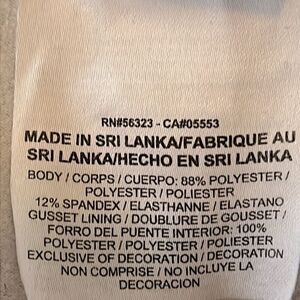 RN#56323 - CA#05553
MADE IN SRI LANKA/FABRIQUE AU
SRI LANKA/HECHO EN SRI LANKA
BODY / CORPS / CUERPO: 88% POLYESTER /
POLYESTER / POLIESTER
12% SPANDEX / ELASTHANNE / ELASTANO
GUSSET LINING / DOUBLURE DE GOUSSET /
FORRO DEL PUENTE INTERIOR: 100%
POLYESTER / POLYESTER / POLIESTER
EXCLUSIVE OF DECORATION / DECORATION
NON COMPRISE / NO INCLUYE LA
DECORACION